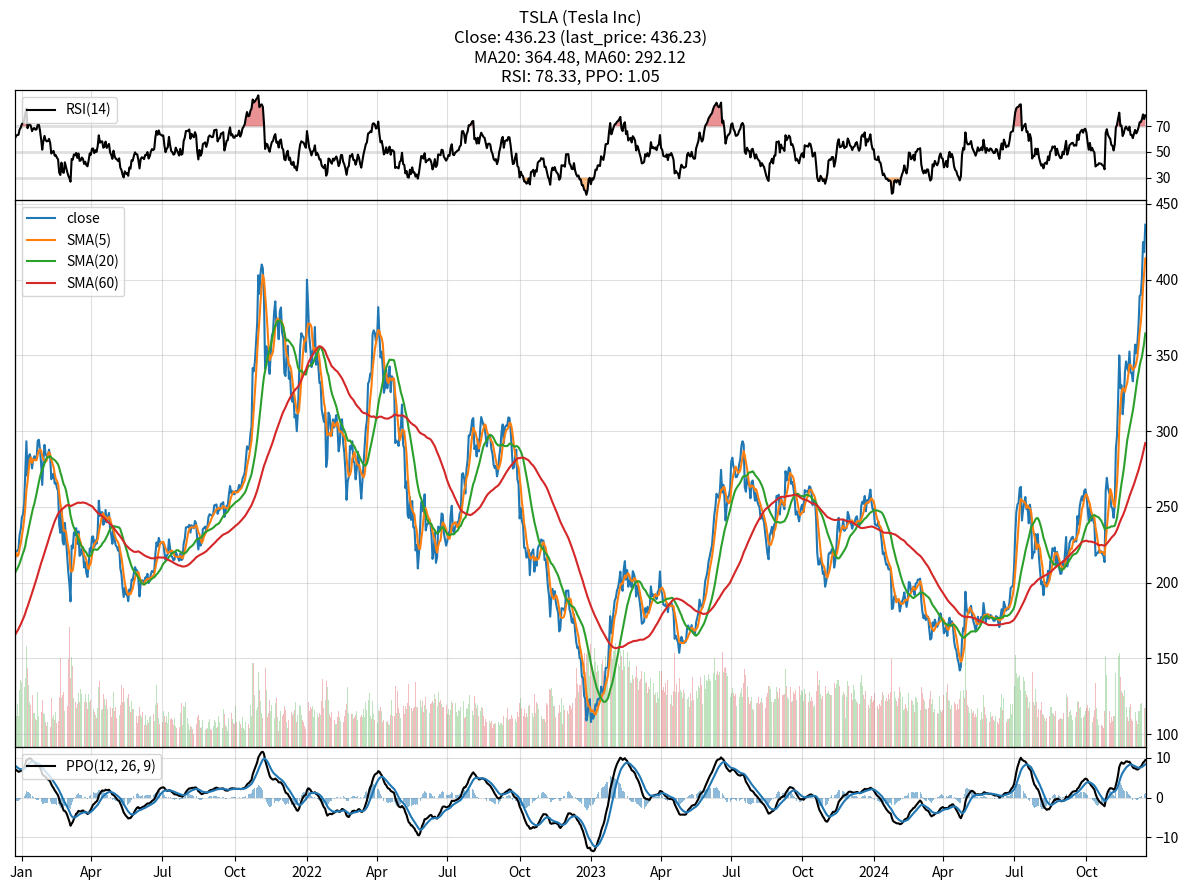 TSLA (Tesla Inc)
Close: 436.23 (last_price: 436.23)
MA20: 364.48, MA60: 292.12
RSI: 78.33, PPO: 1.05
RSI(14)
70
50
30
close
SMA(5)
SMA(20)
SMA(60)
450
400
350
300
250
200
150
100
PPO(12, 26, 9)
10
0
−10
Jan Apr Jul Oct 2022 Apr Jul Oct 2023 Apr Jul Oct 2024 Apr Jul Oct